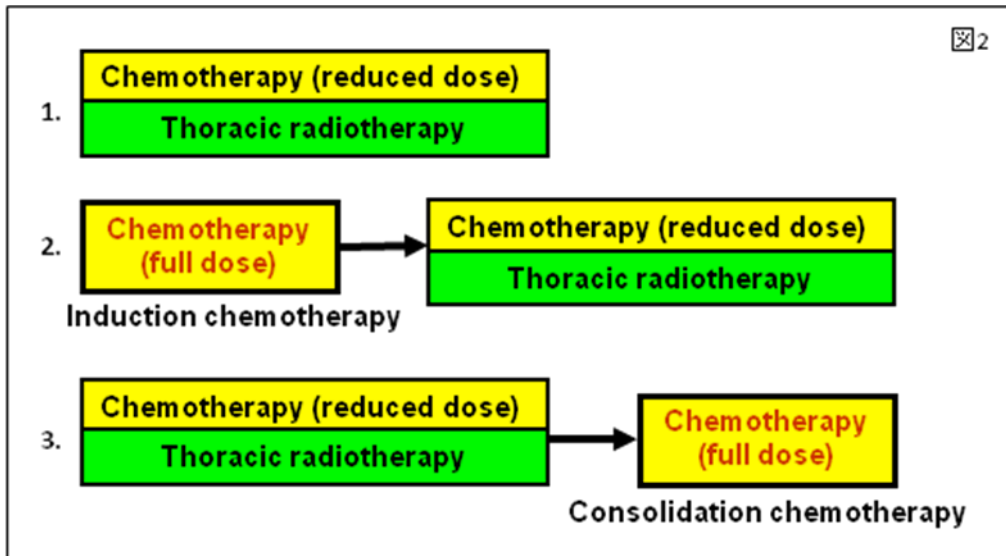 図2
1.
Chemotherapy (reduced dose)
Thoracic radiotherapy
2.
Chemotherapy
(full dose)
Induction chemotherapy
Chemotherapy (reduced dose)
Thoracic radiotherapy
3.
Chemotherapy (reduced dose)
Thoracic radiotherapy
Chemotherapy
(full dose)
Consolidation chemotherapy